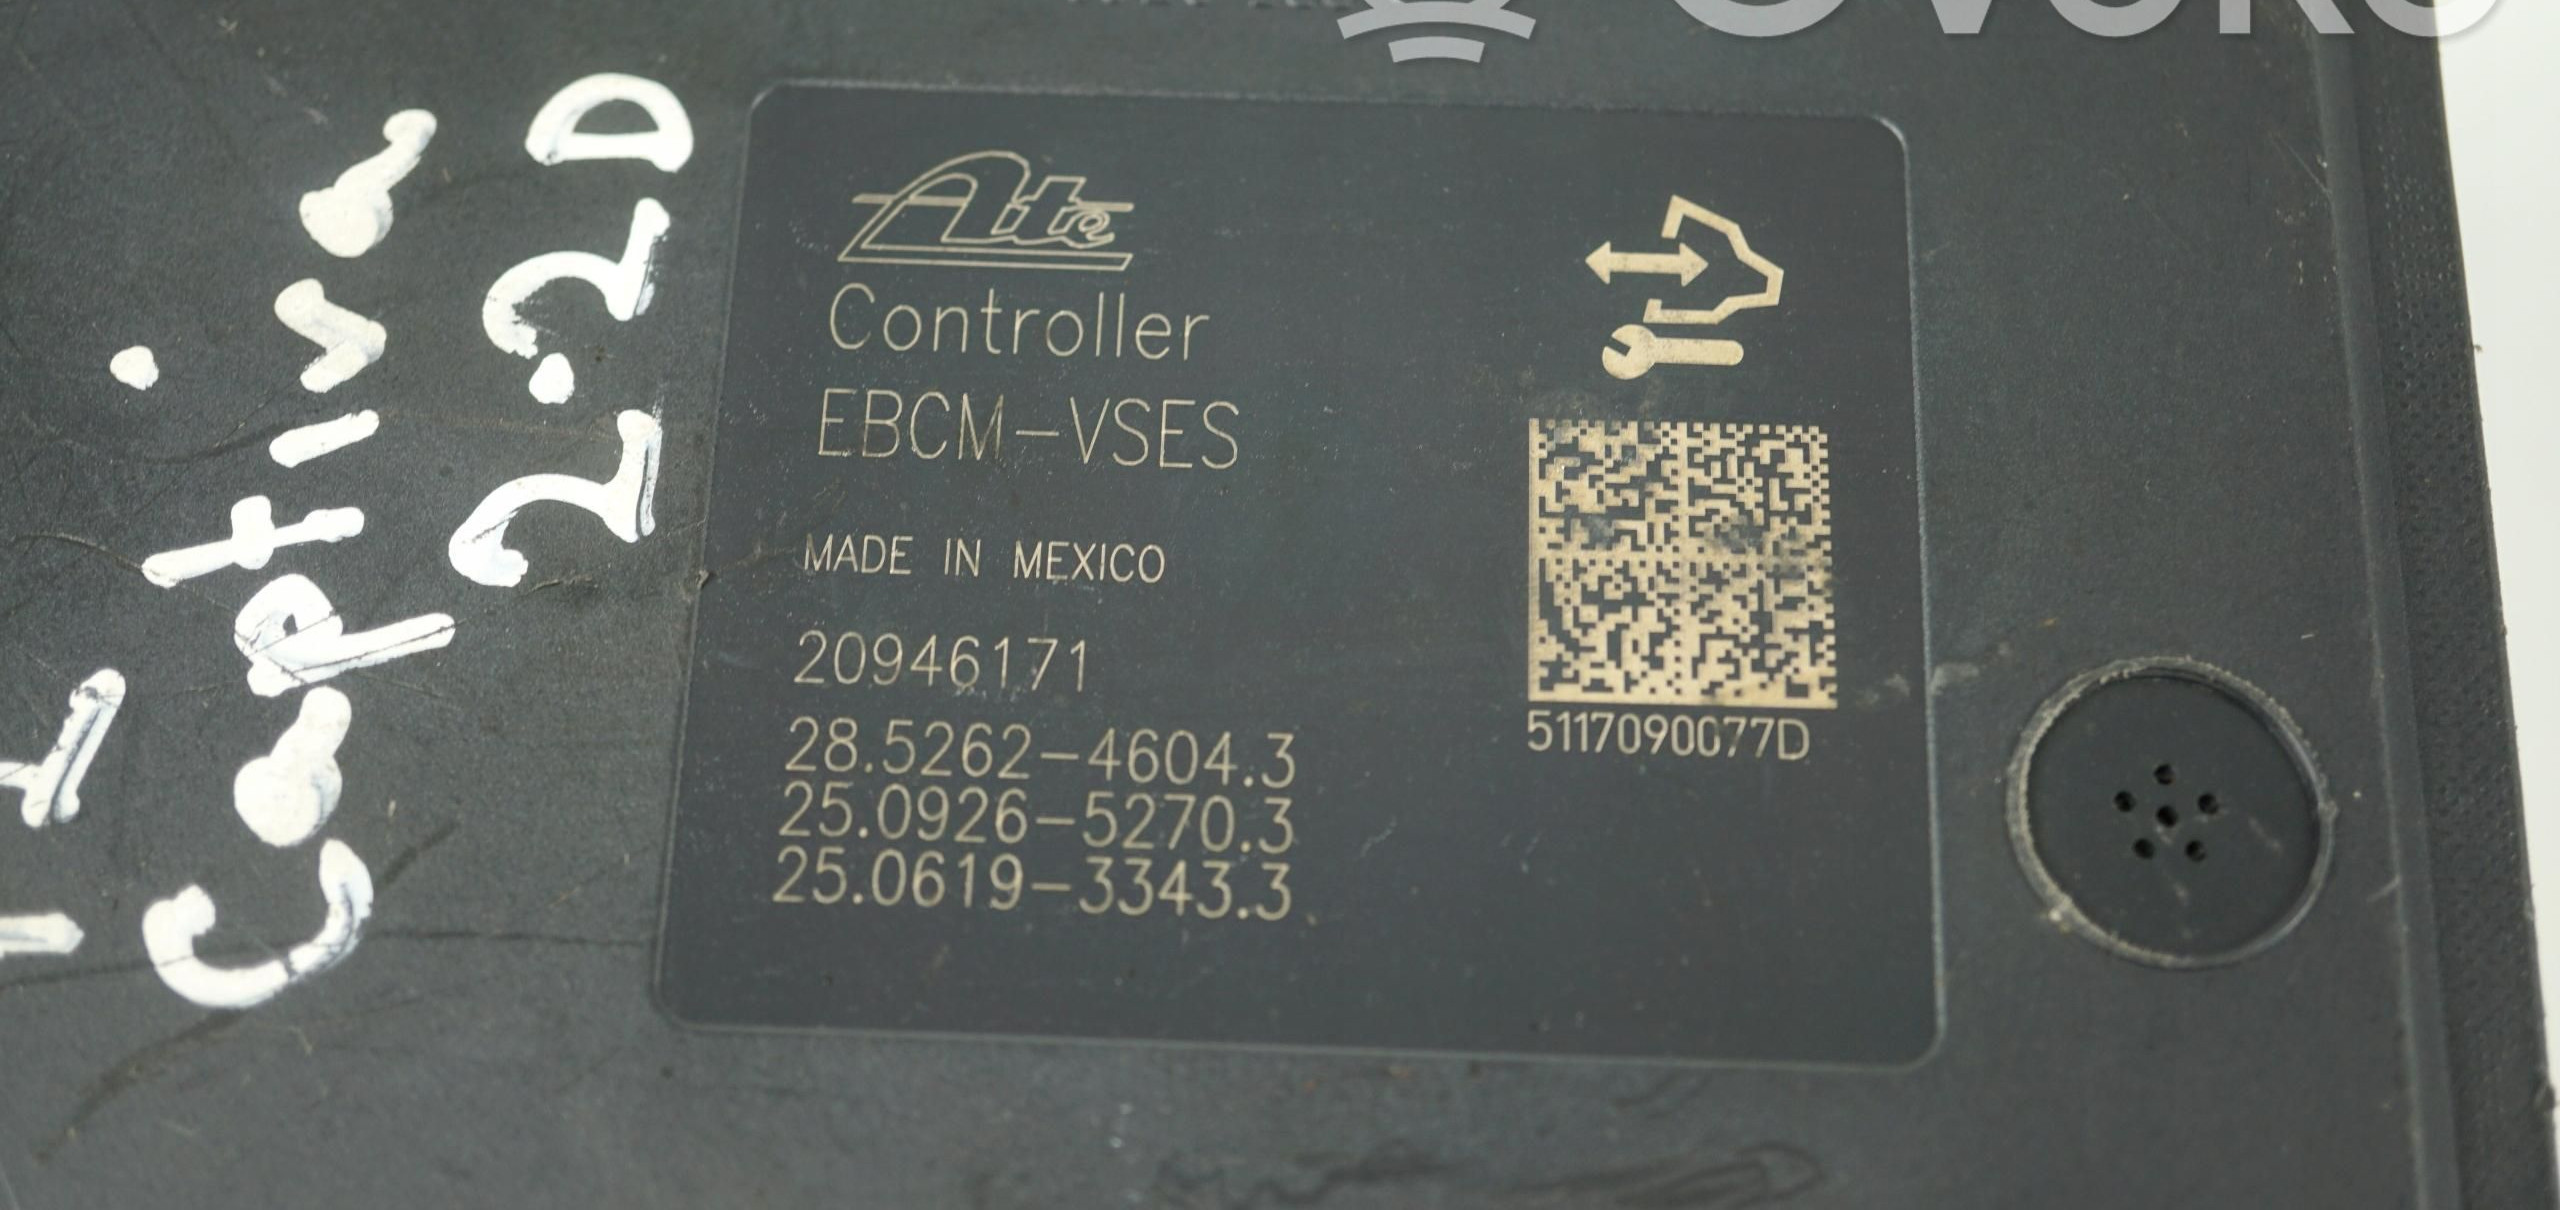 Ate
Controller
EBCM-VSES
MADE IN MEXICO
20946171
28.5262-4604.3
25.0926-5270.3
25.0619-3343.3
5117090077D
Captiva
2.2D